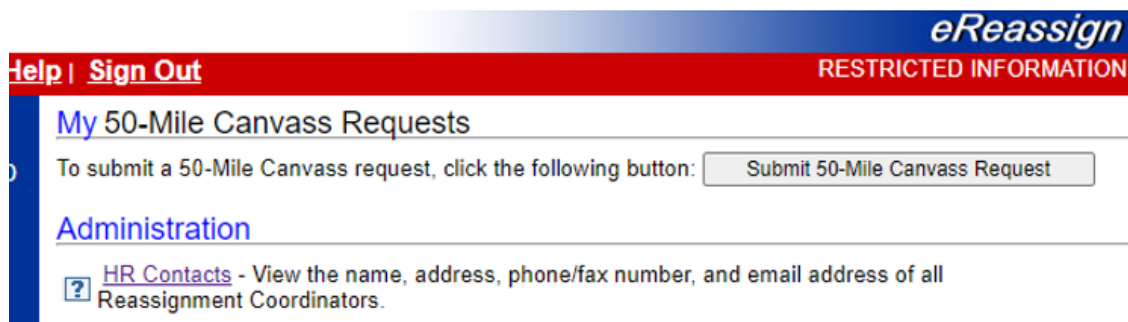 eReassign
Help | Sign Out RESTRICTED INFORMATION
My 50-Mile Canvass Requests
To submit a 50-Mile Canvass request, click the following button: Submit 50-Mile Canvass Request
Administration
? HR Contacts - View the name, address, phone/fax number, and email address of all
Reassignment Coordinators.